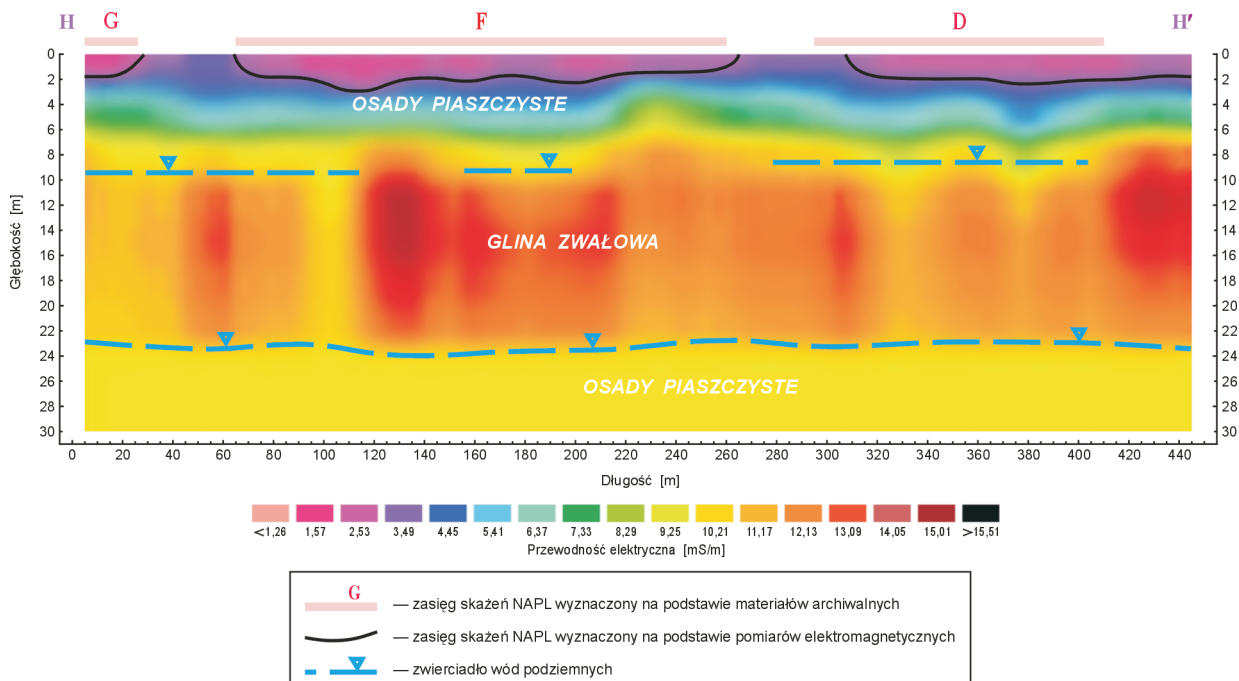 H G F D H'
0 0
2 2
OSADY PIASZCZYSTE
4 4
6 6
8 8
10 10
12 12
14 14
GLINA ZWAŁOWA
16 16
18 18
20 20
22 22
24 24
26 26
OSADY PIASZCZYSTE
28 28
30 30
Głębokość [m]
0 20 40 60 80 100 120 140 160 180 200 220 240 260 280 300 320 340 360 380 400 420 440
Długość [m]
<1,26 1,57 2,53 3,49 4,45 5,41 6,37 7,33 8,29 9,25 10,21 11,17 12,13 13,09 14,05 15,01 >15,51
Przewodność elektryczna [mS/m]
G
— zasięg skażeń NAPL wyznaczony na podstawie materiałów archiwalnych
— zasięg skażeń NAPL wyznaczony na podstawie pomiarów elektromagnetycznych
— zwierciadło wód podziemnych